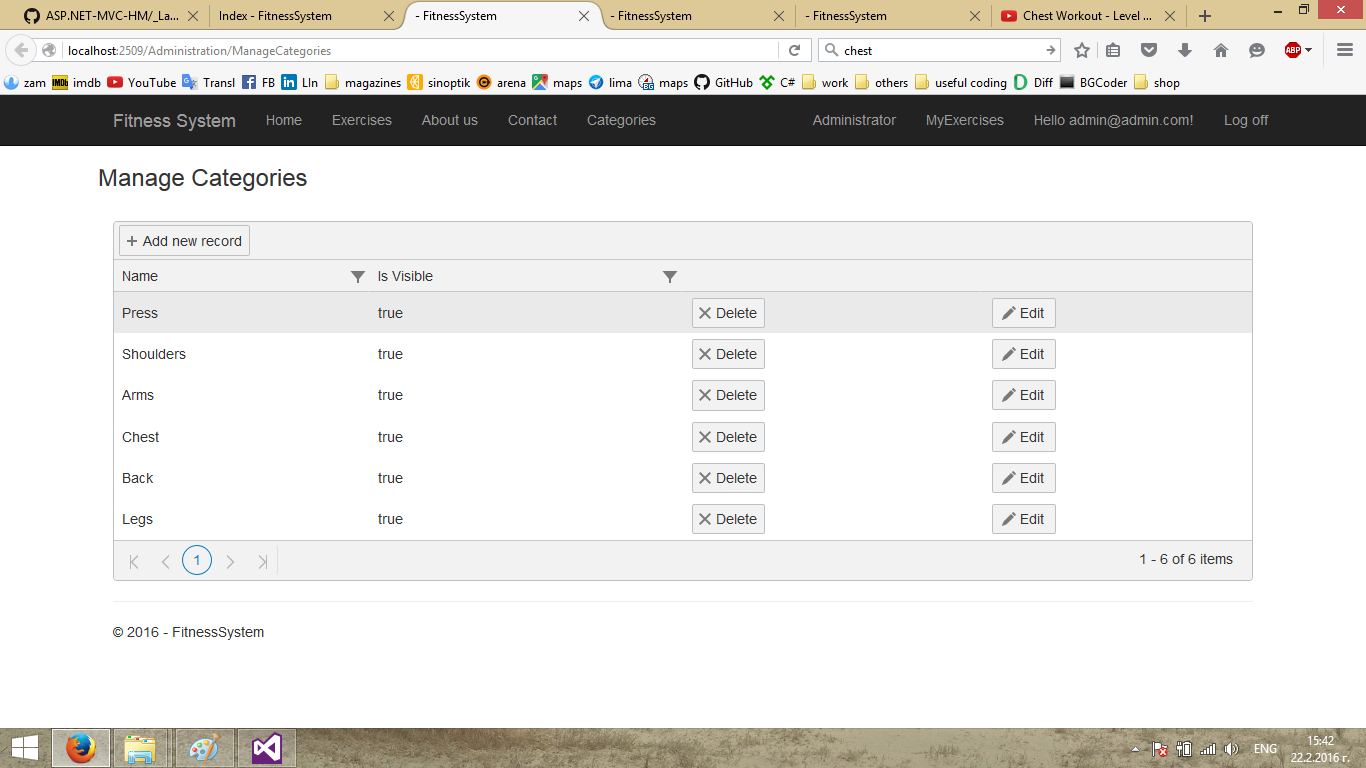 ASP.NET-MVC-HM/_La... Index - FitnessSystem - FitnessSystem - FitnessSystem - FitnessSystem Chest Workout - Level ...
localhost:2509/Administration/ManageCategories chest ABP
zam IMDb imdb YouTube Transl FB LIn magazines sinoptik arena maps lima BG maps GitHub C# work others useful coding Diff BGCoder shop
Fitness System Home Exercises About us Contact Categories Administrator MyExercises Hello admin@admin.com! Log off
Manage Categories
+ Add new record
Name Is Visible
Press true Delete Edit
Shoulders true Delete Edit
Arms true Delete Edit
Chest true Delete Edit
Back true Delete Edit
Legs true Delete Edit
1 1 - 6 of 6 items
© 2016 - FitnessSystem
ENG 15:42
22.2.2016 г.